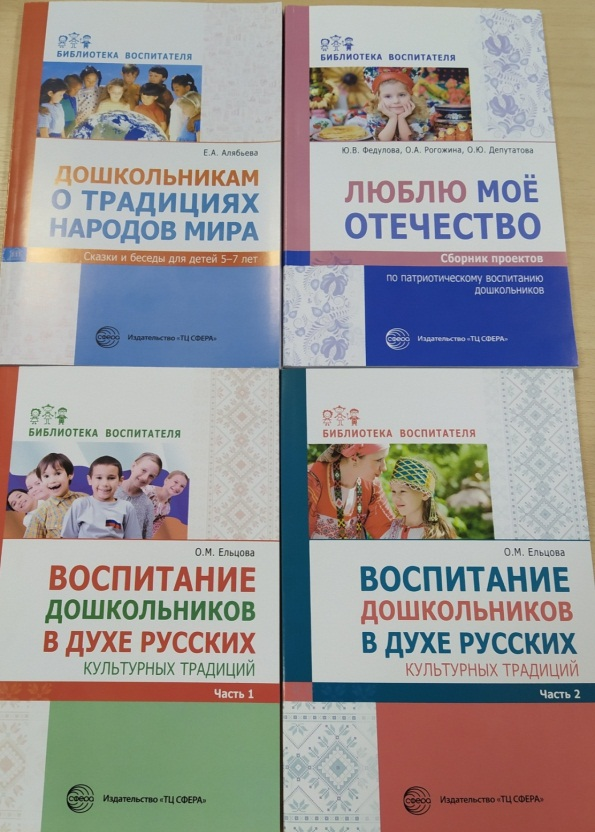 БИБЛИОТЕКА ВОСПИТАТЕЛЯ
Е.А. Алябьева
ДОШКОЛЬНИКАМ
О ТРАДИЦИЯХ
НАРОДОВ МИРА
Сказки и беседы для детей 5–7 лет
СФЕРА
Издательство «ТЦ СФЕРА»
БИБЛИОТЕКА ВОСПИТАТЕЛЯ
Ю.В. Федулова, О.А. Рогожина, О.Ю. Депутатова
ЛЮБЛЮ МОЁ
ОТЕЧЕСТВО
Сборник проектов
по патриотическому воспитанию
дошкольников
СФЕРА
Издательство «ТЦ СФЕРА»
БИБЛИОТЕКА ВОСПИТАТЕЛЯ
О.М. Ельцова
ВОСПИТАНИЕ
ДОШКОЛЬНИКОВ
В ДУХЕ РУССКИХ
КУЛЬТУРНЫХ ТРАДИЦИЙ
Часть 1
СФЕРА
Издательство «ТЦ СФЕРА»
БИБЛИОТЕКА ВОСПИТАТЕЛЯ
О.М. Ельцова
ВОСПИТАНИЕ
ДОШКОЛЬНИКОВ
В ДУХЕ РУССКИХ
КУЛЬТУРНЫХ ТРАДИЦИЙ
Часть 2
СФЕРА
Издательство «ТЦ СФЕРА»